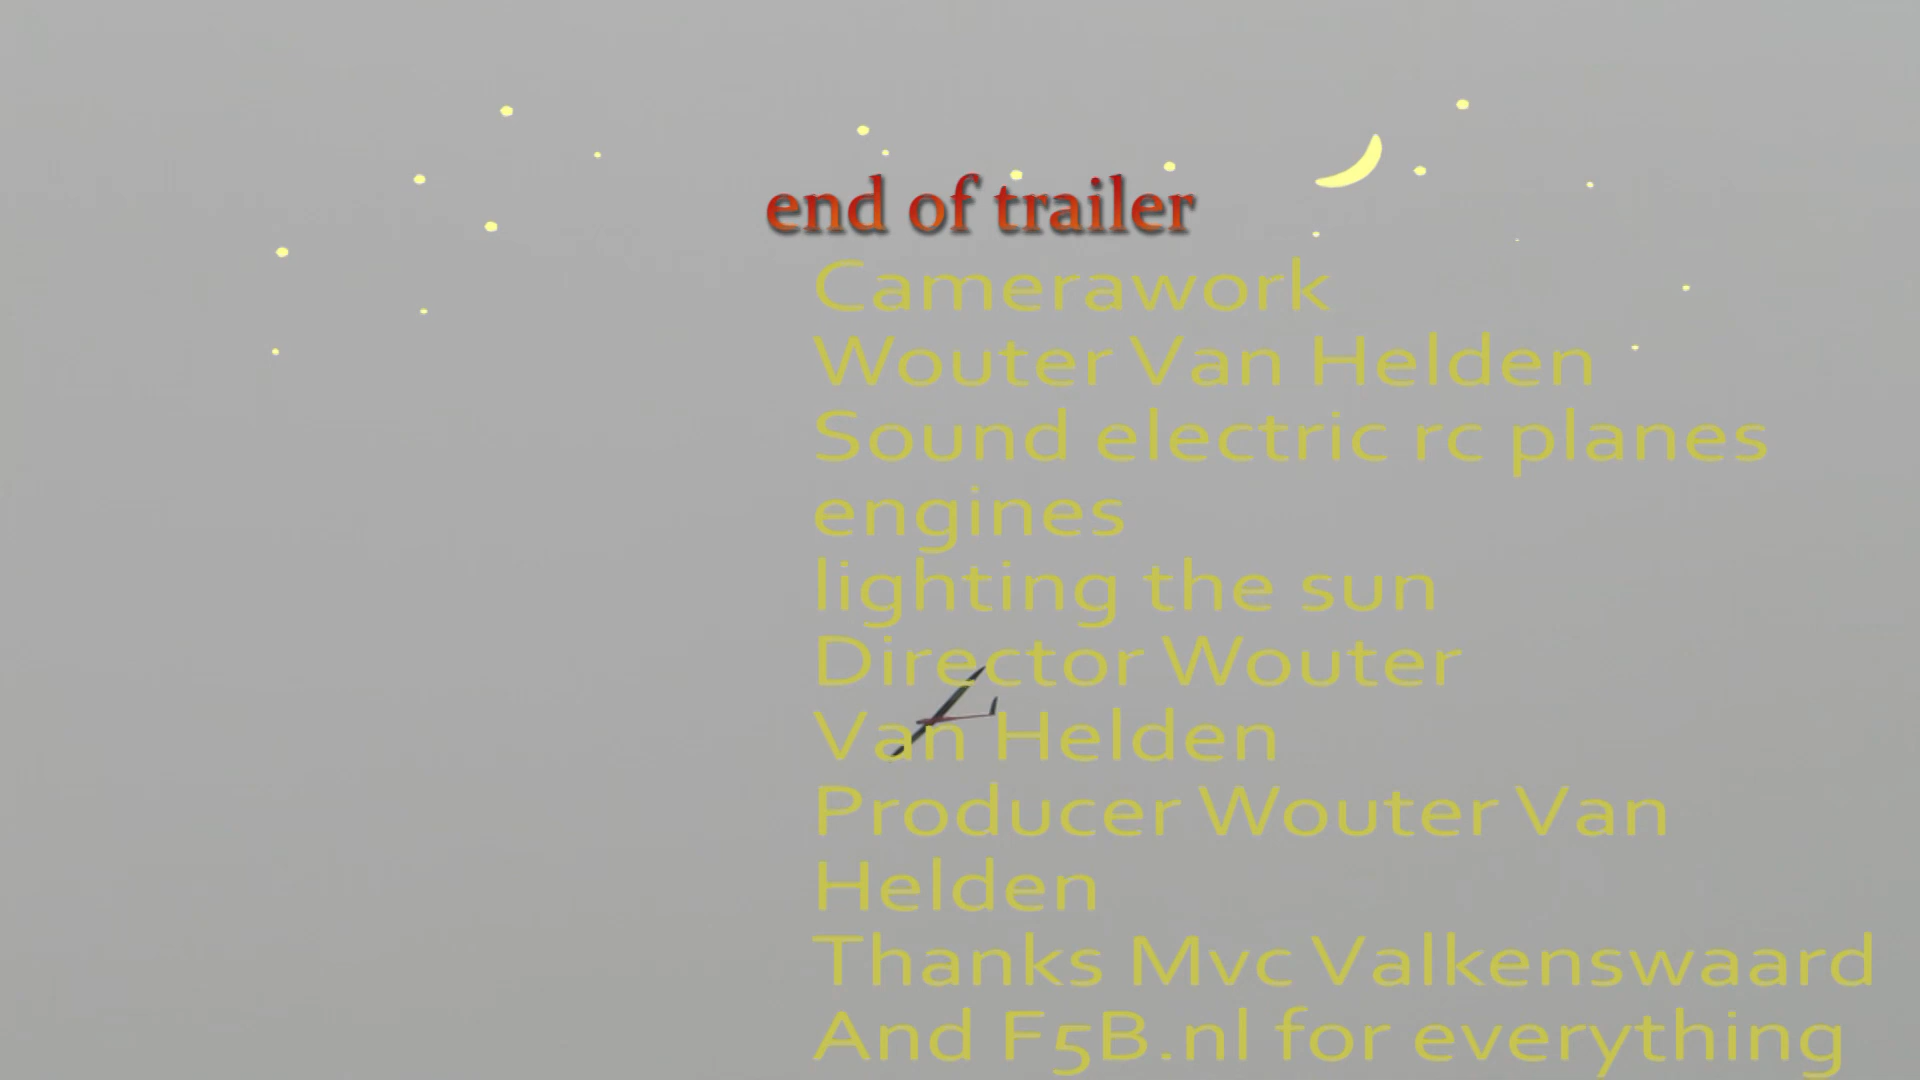 end of trailer
Camerawork
Wouter Van Helden
Sound electric rc planes
engines
lighting the sun
Director Wouter
Van Helden
Producer Wouter Van
Helden
Thanks Mvc Valkenswaard
And F5B.nl for everything